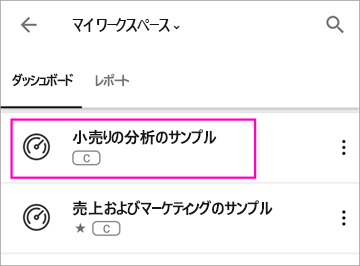 マイ ワークスペース
ダッシュボード レポート
小売りの分析のサンプル
C
売上およびマーケティングのサンプル
★ C